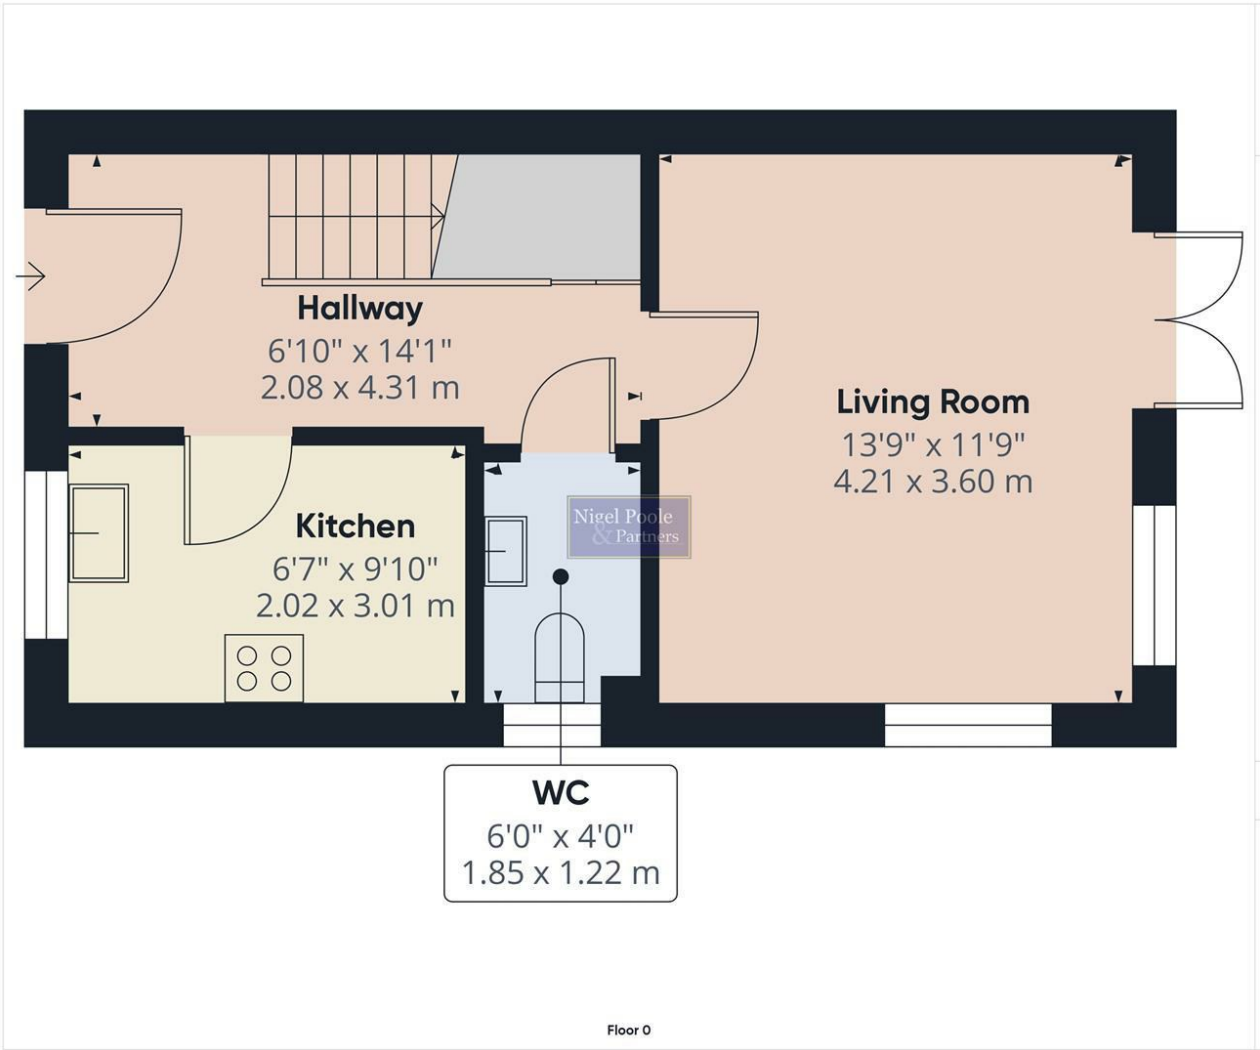 Hallway
6'10" x 14'1"
2.08 x 4.31 m
Living Room
13'9" x 11'9"
4.21 x 3.60 m
Kitchen
6'7" x 9'10"
2.02 x 3.01 m
Nigel Poole
& Partners
WC
6'0" x 4'0"
1.85 x 1.22 m
Floor 0